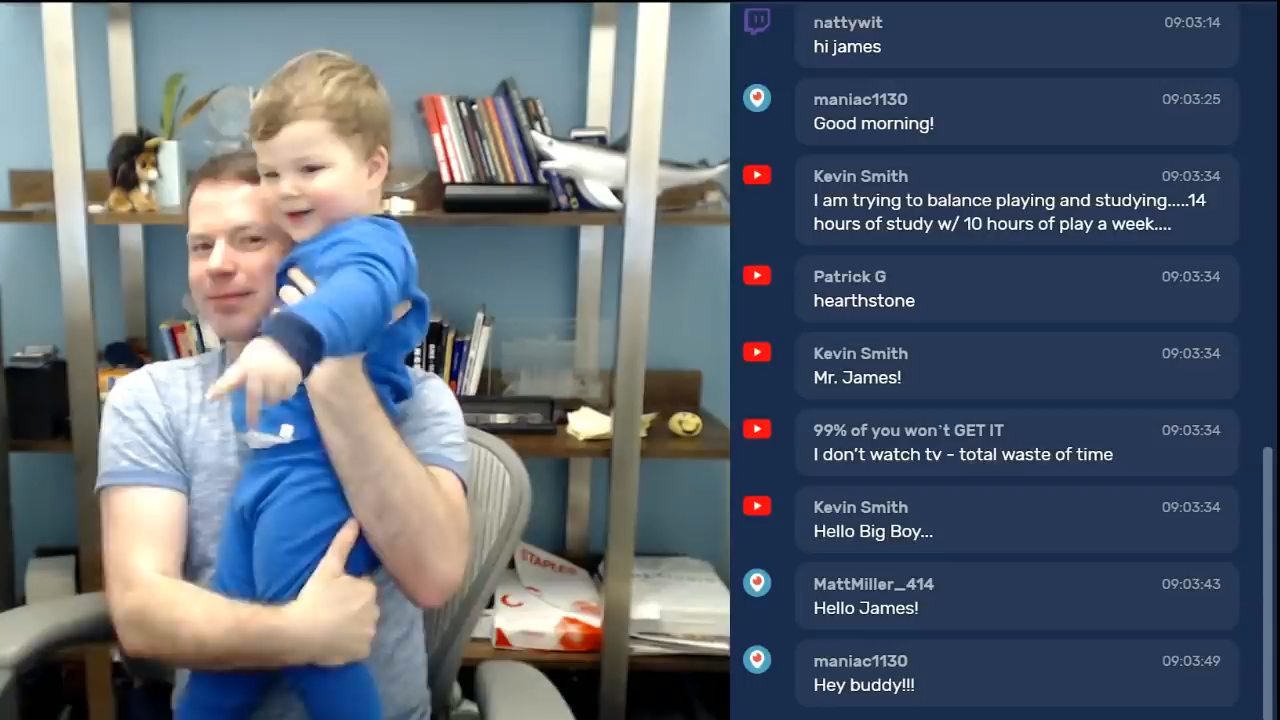 nattywit 09:03:14
hi james
maniac1130 09:03:25
Good morning!
Kevin Smith 09:03:34
I am trying to balance playing and studying.....14
hours of study w/ 10 hours of play a week....
Patrick G 09:03:34
hearthstone
Kevin Smith 09:03:34
Mr. James!
99% of you won't GET IT 09:03:34
I don't watch tv - total waste of time
Kevin Smith 09:03:34
Hello Big Boy...
MattMiller_414 09:03:43
Hello James!
maniac1130 09:03:49
Hey buddy!!!
STAPLES